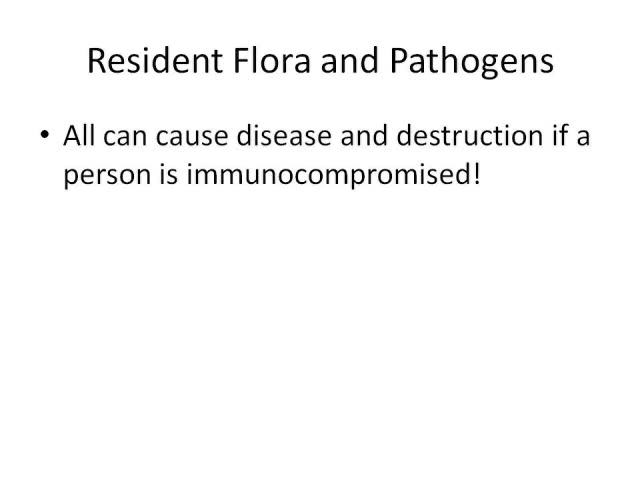 Resident Flora and Pathogens
• All can cause disease and destruction if a
person is immunocompromised!